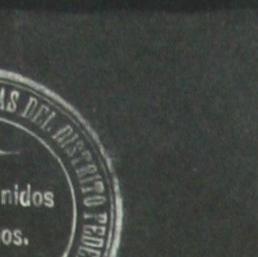 AS DEL DISTRITO FEDE
nidos
os.